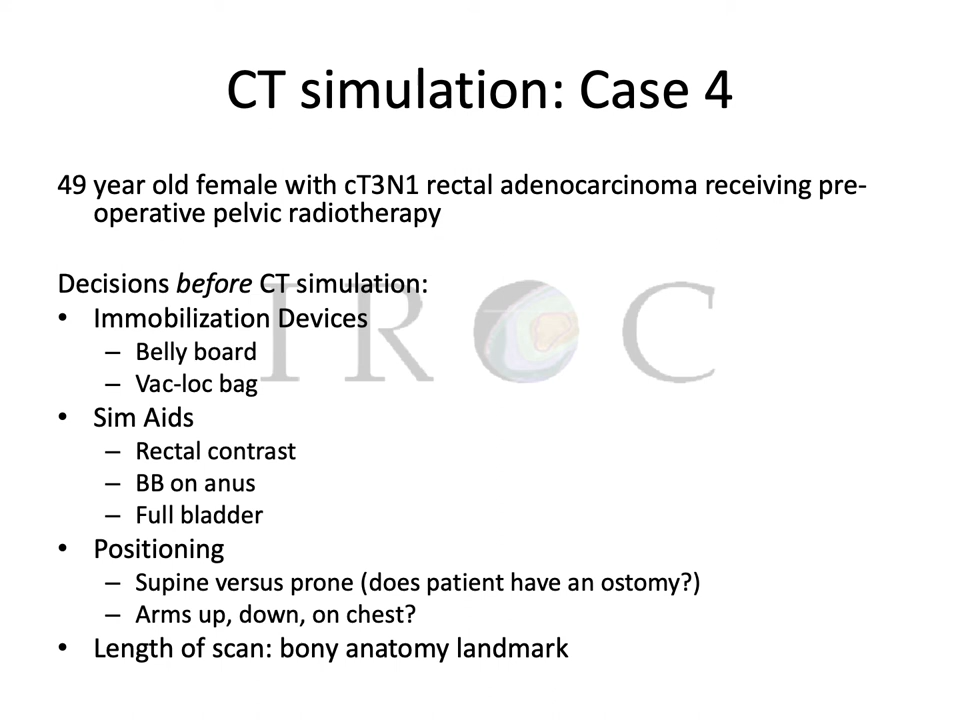 CT simulation: Case 4
49 year old female with cT3N1 rectal adenocarcinoma receiving pre-
operative pelvic radiotherapy
Decisions before CT simulation:
• Immobilization Devices
– Belly board
– Vac-loc bag
• Sim Aids
– Rectal contrast
– BB on anus
– Full bladder
• Positioning
– Supine versus prone (does patient have an ostomy?)
– Arms up, down, on chest?
• Length of scan: bony anatomy landmark
IROC